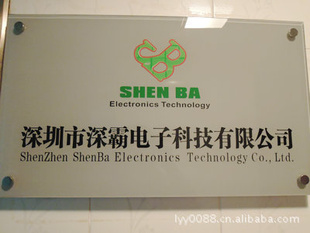 SHEN BA
Electronics Technology
深圳市深霸电子科技有限公司
ShenZhen ShenBa Electronics Technology Co., Ltd.
lyy0088.cn.alibaba.com